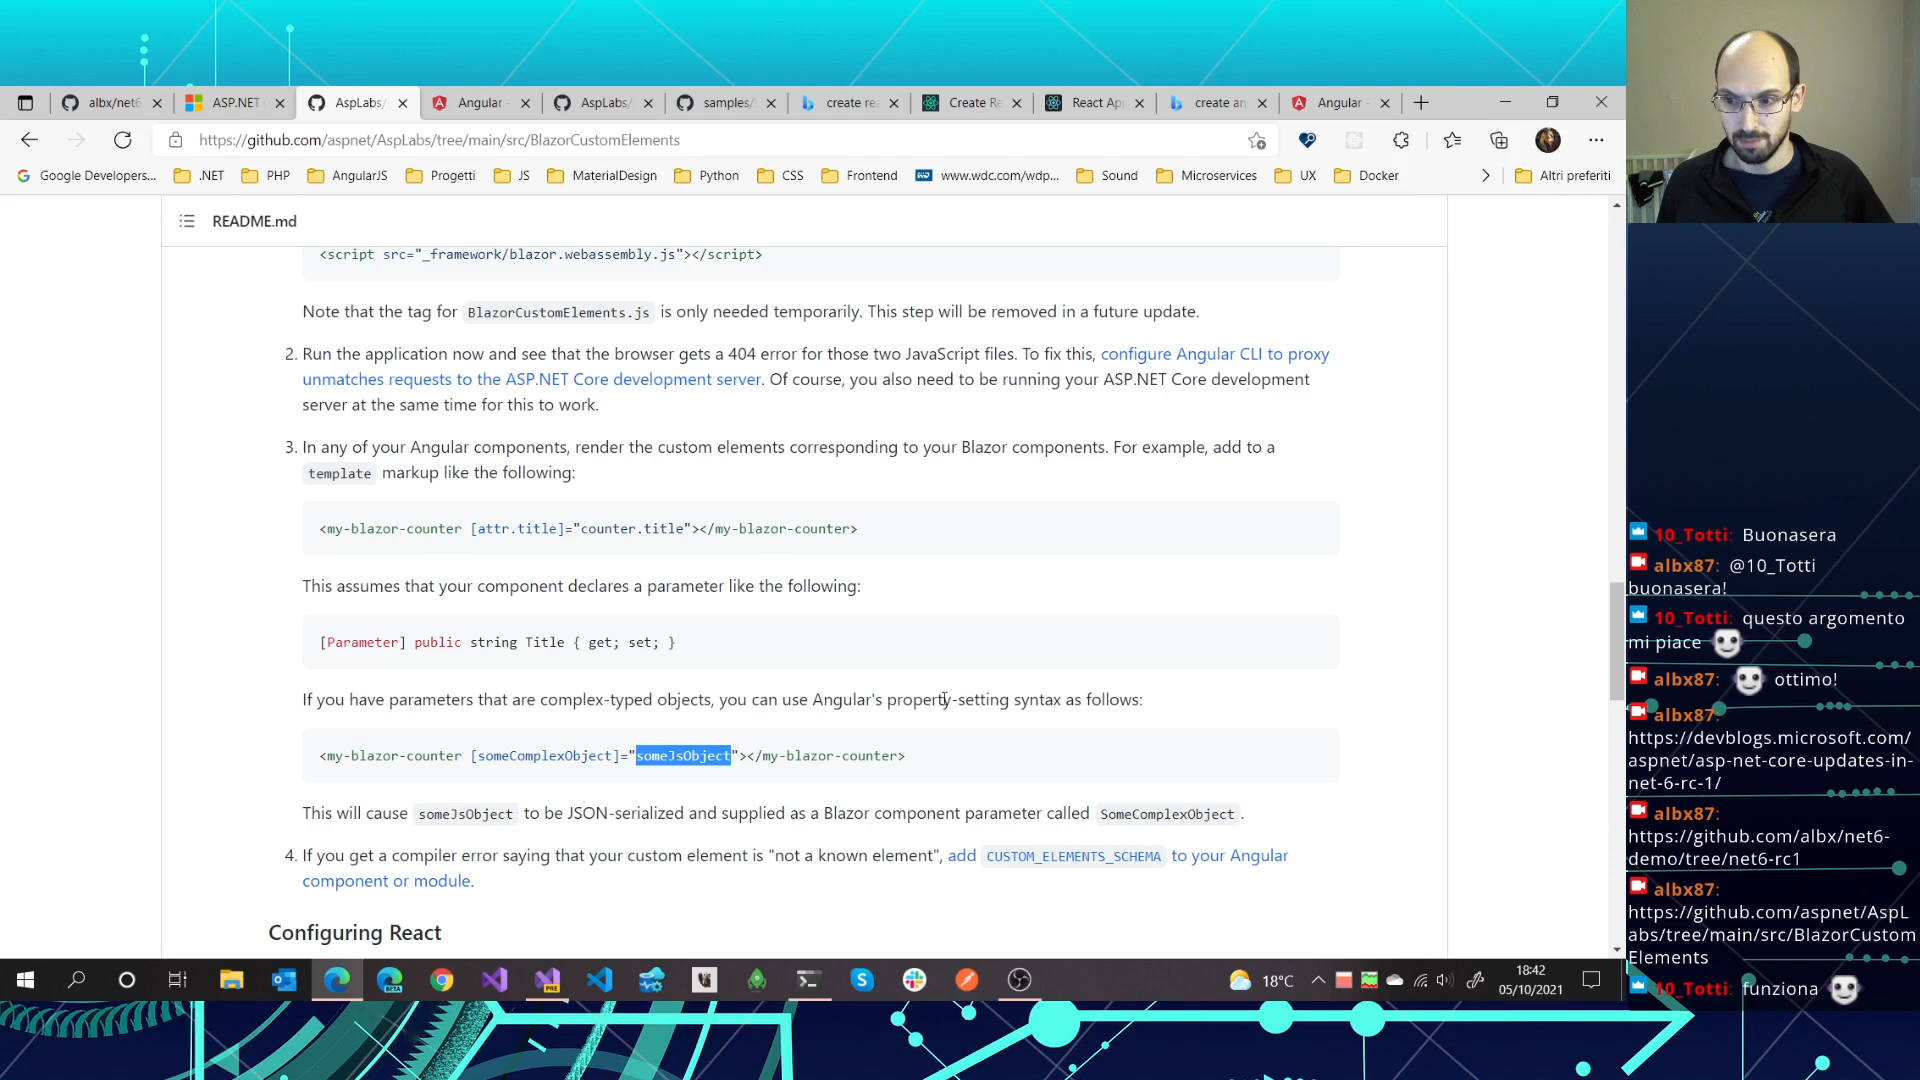 albx/net6
ASP.NET
AspLabs/
Angular -
AspLabs/
samples/
create re
Create Re
React App
create an
Angular -
https://github.com/aspnet/AspLabs/tree/main/src/BlazorCustomElements
Google Developers...
.NET
PHP
AngularJS
Progetti
JS
MaterialDesign
Python
CSS
Frontend
www.wdc.com/wdp...
Sound
Microservices
UX
Docker
Altri preferiti
README.md
<script src="_framework/blazor.webassembly.js"></script>
Note that the tag for BlazorCustomElements.js is only needed temporarily. This step will be removed in a future update.
2. Run the application now and see that the browser gets a 404 error for those two JavaScript files. To fix this, configure Angular CLI to proxy
unmatches requests to the ASP.NET Core development server. Of course, you also need to be running your ASP.NET Core development
server at the same time for this to work.
3. In any of your Angular components, render the custom elements corresponding to your Blazor components. For example, add to a
template markup like the following:
<my-blazor-counter [attr.title]="counter.title"></my-blazor-counter>
This assumes that your component declares a parameter like the following:
[Parameter] public string Title { get; set; }
If you have parameters that are complex-typed objects, you can use Angular's property-setting syntax as follows:
<my-blazor-counter [someComplexObject]="someJsObject"></my-blazor-counter>
This will cause someJsObject to be JSON-serialized and supplied as a Blazor component parameter called SomeComplexObject.
4. If you get a compiler error saying that your custom element is "not a known element", add CUSTOM_ELEMENTS_SCHEMA to your Angular
component or module.
Configuring React
10_Totti: Buonasera
albx87: @10_Totti
buonasera!
10_Totti: questo argomento
mi piace
albx87: ottimo!
albx87:
https://devblogs.microsoft.com/
aspnet/asp-net-core-updates-in-
net-6-rc-1/
albx87:
https://github.com/albx/net6-
demo/tree/net6-rc1
albx87:
https://github.com/aspnet/AspL
abs/tree/main/src/BlazorCustom
Elements
10_Totti: funziona
BETA
PRE
18°C
18:42
05/10/2021